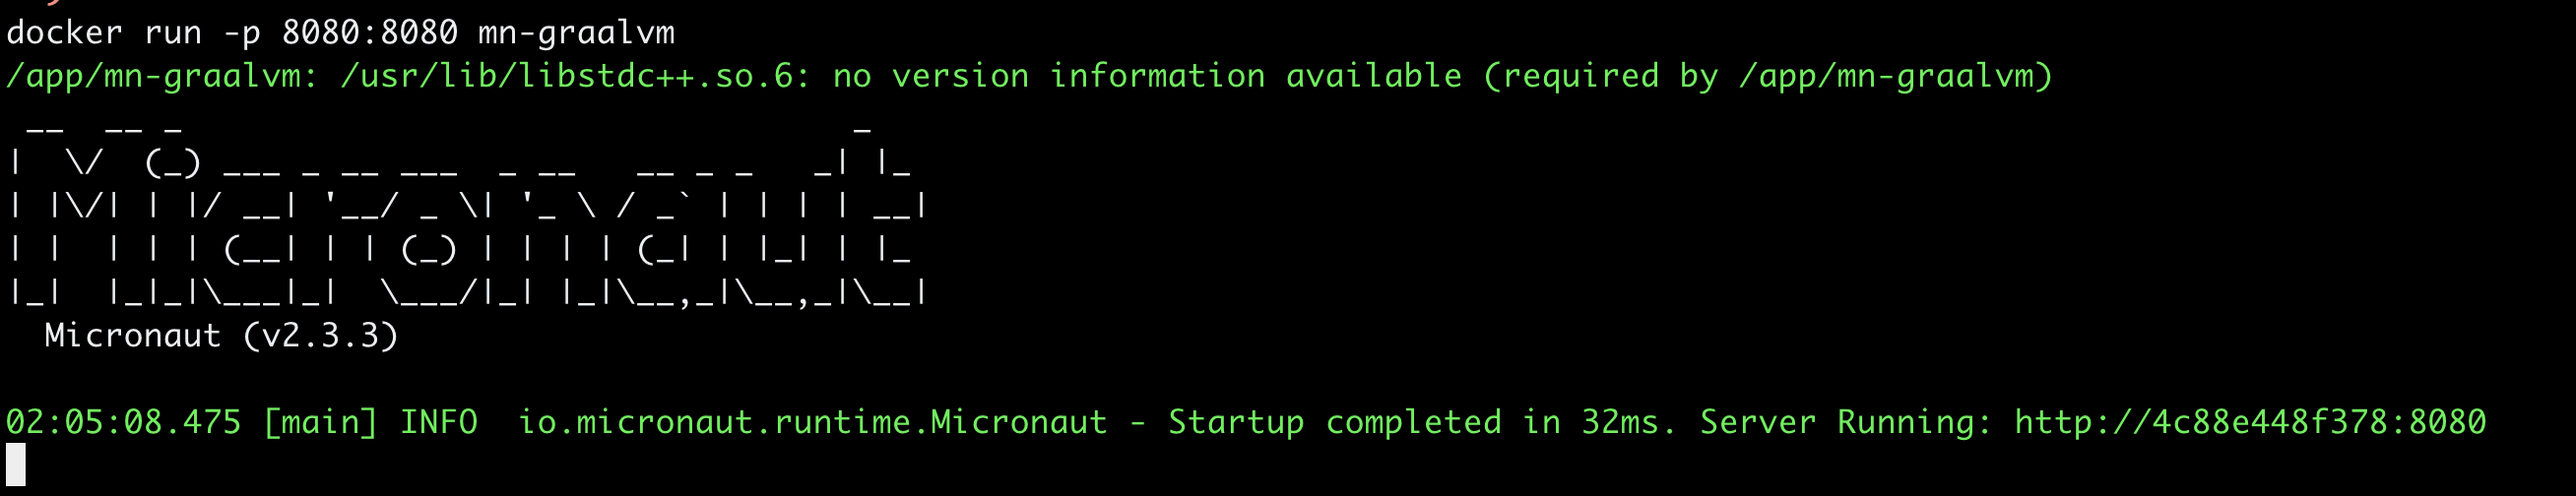 docker run -p 8080:8080 mn-graalvm
/app/mn-graalvm: /usr/lib/libstdc++.so.6: no version information available (required by /app/mn-graalvm)
 __  __ _                                  _
|  \/  (_) ___ _ __ ___  _ __   __ _ _   _| |_
| |\/| | |/ __| '__/ _ \| '_ \ / _` | | | | __|
| |  | | | (__| | | (_) | | | | (_| | |_| | |_
|_|  |_|_|\___|_|  \___/|_| |_|\__,_|\__,_|\__|
  Micronaut (v2.3.3)
02:05:08.475 [main] INFO  io.micronaut.runtime.Micronaut - Startup completed in 32ms. Server Running: http://4c88e448f378:8080